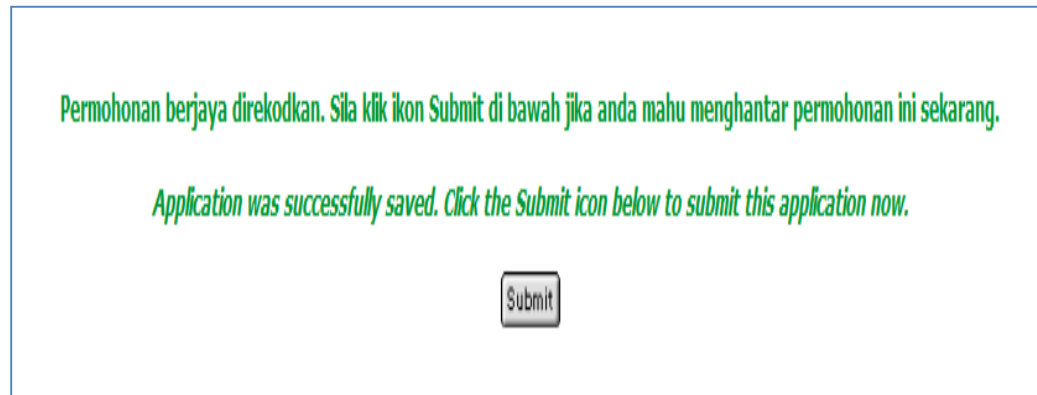 Permohonan berjaya direkodkan. Sila klik ikon Submit di bawah jika anda mahu menghantar permohonan ini sekarang.
Application was successfully saved. Click the Submit icon below to submit this application now.
Submit